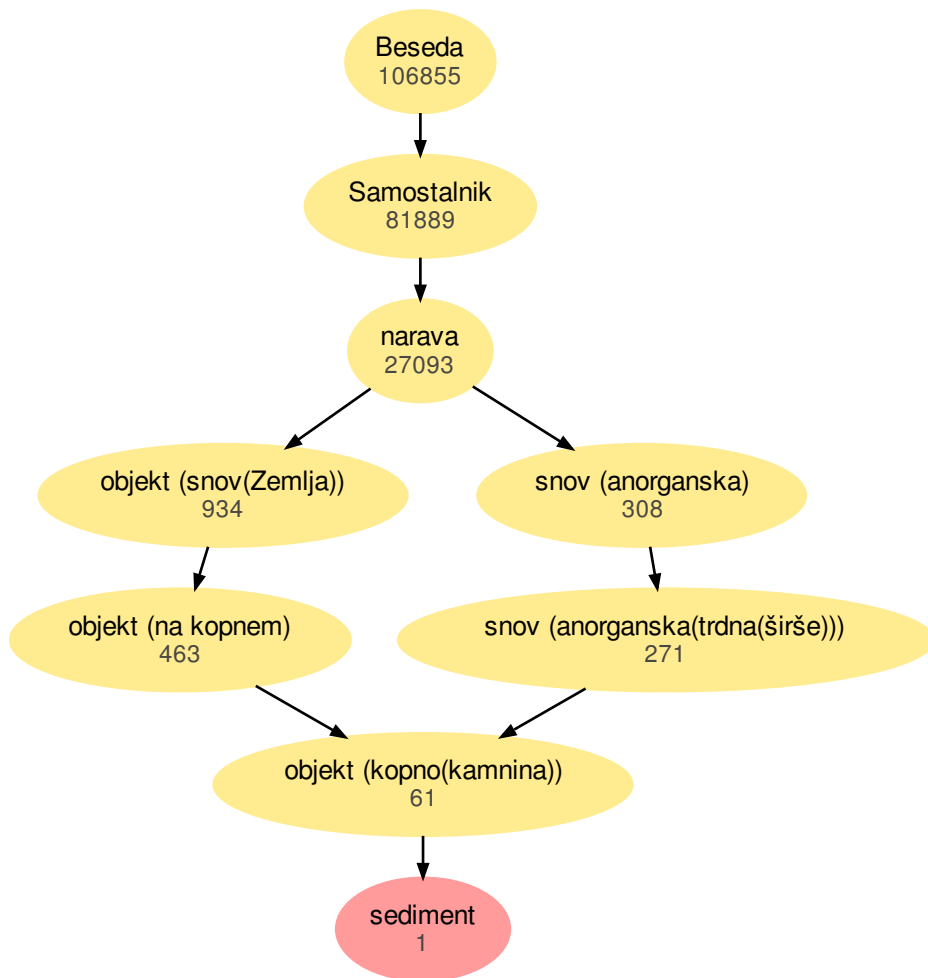 Beseda
106855
Samostalnik
81889
narava
27093
objekt (snov(Zemlja))
934
snov (anorganska)
308
objekt (na kopnem)
463
snov (anorganska(trdna(širše)))
271
objekt (kopno(kamnina))
61
sediment
1